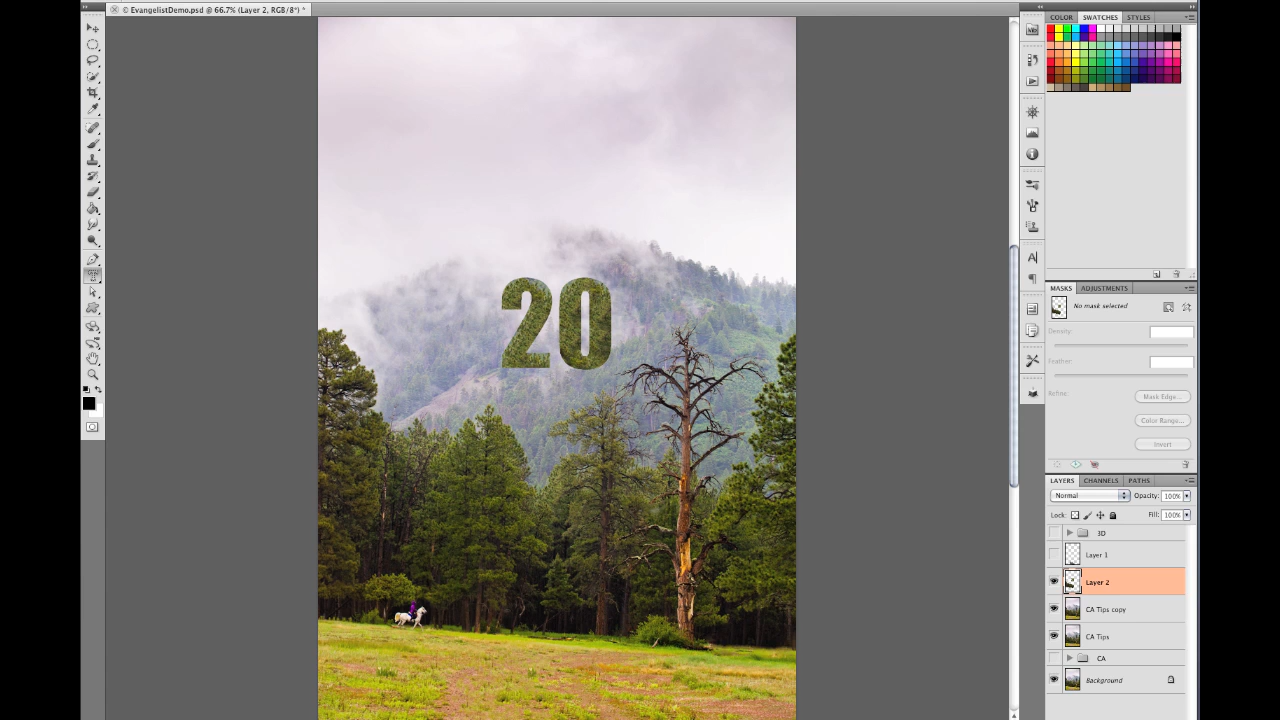 © EvangelistDemo.psd @ 66.7% (Layer 2, RGB/8*) *
COLOR SWATCHES STYLES
20
MASKS ADJUSTMENTS
No mask selected
Density:
Feather:
Refine:
Mask Edge...
Color Range...
Invert
LAYERS CHANNELS PATHS
Normal Opacity: 100%
Lock: Fill: 100%
3D
Layer 1
Layer 2
CA Tips copy
CA Tips
CA
Background